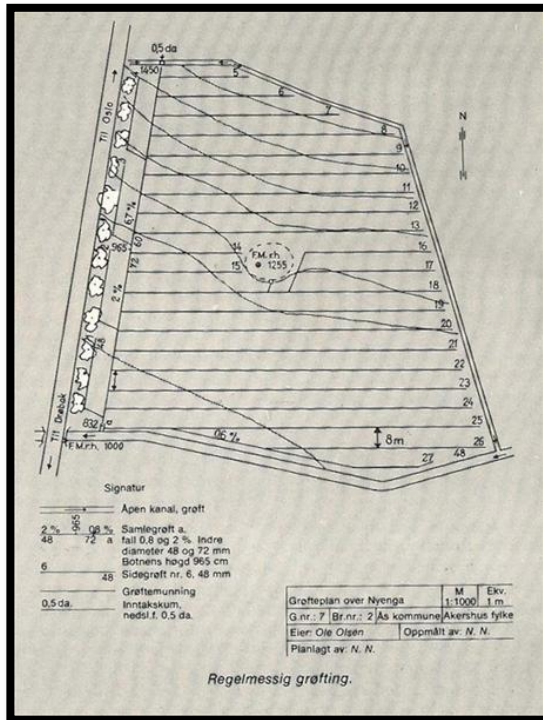 0,5 da
1450
5
6
7
8
9
10
11
12
13
14
15
16
17
18
19
20
21
22
23
24
25
26
27
N
Til Oslo
6,7 %
60
965
72
2 %
48
F.M.r.h.
1255
832
a
Til Drøbak
F.M.r.h. 1000
0,6 %
8m
48
Signatur
Åpen kanal, grøft
2 % 965 0,8 % Samlegrøft a.
48 72 a fall 0,8 og 2 %. Indre
diameter 48 og 72 mm
Botnens høgd 965 cm
6 Sidegrøft nr. 6, 48 mm
48
Grøftemunning
0,5 da. Inntakskum,
nedsl.f. 0,5 da.
Grøfteplan over Nyenga M 1:1000 Ekv. 1 m
G.nr.: 7 Br.nr.: 2 Ås kommune Akershus fylke
Eier: Ole Olsen Oppmålt av: N. N.
Planlagt av: N. N.
Regelmessig grøfting.